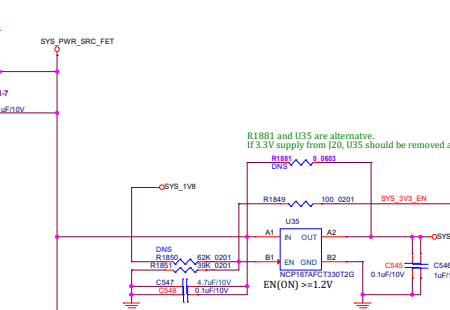 SYS_PWR_SRC_FET
-7
uF/10V
R1881 and U35 are alternatve.
If 3.3V supply from J20, U35 should be removed a
R1881 0_0603
DNS
SYS_1V8
R1849 100_0201 SYS_3V3_EN
U35
A1 IN OUT A2
SYS
DNS
R1850 62K_0201
R1851 39K_0201
B1 EN GND B2
C545 C546
0.1uF/10V 1uF/
NCP167AFCT330T2G
C547 4.7uF/10V
C548 0.1uF/10V
EN(ON) >=1.2V